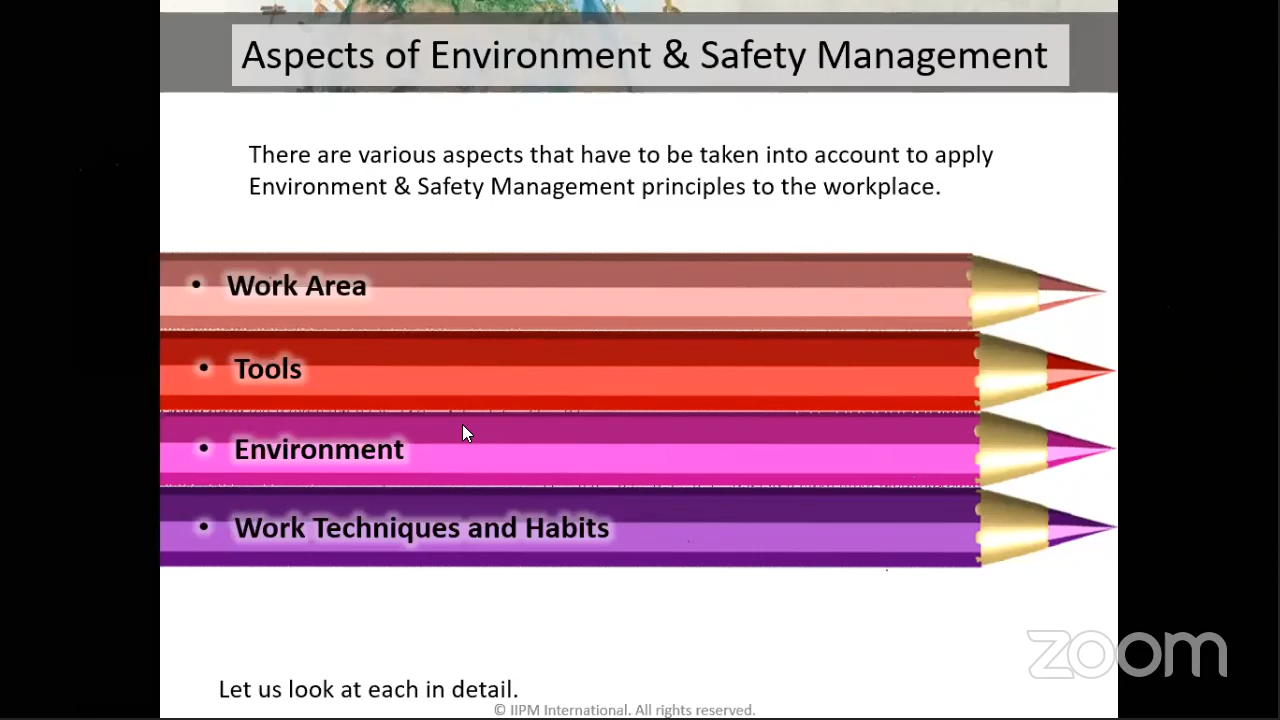 Aspects of Environment & Safety Management
There are various aspects that have to be taken into account to apply
Environment & Safety Management principles to the workplace.
• Work Area
• Tools
• Environment
• Work Techniques and Habits
zoom
Let us look at each in detail.
© IIPM International. All rights reserved.